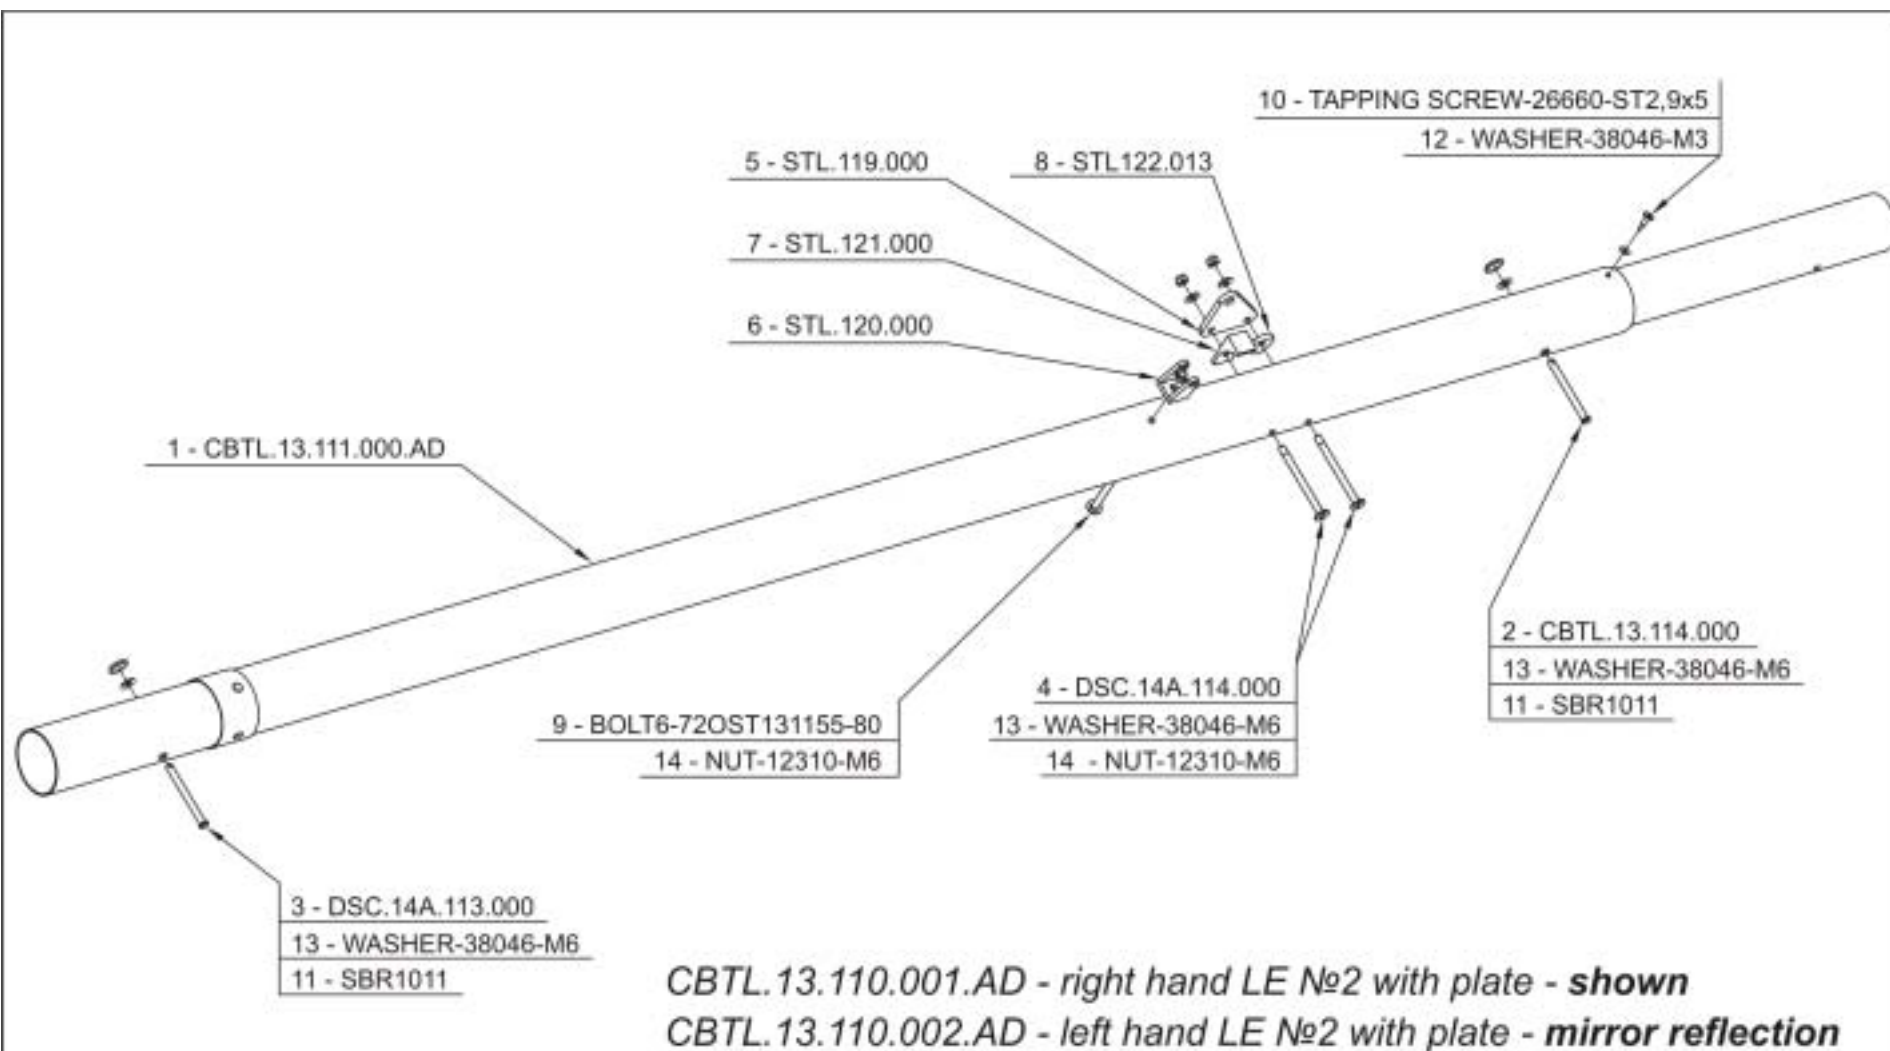 10 - TAPPING SCREW-26660-ST2,9x5
12 - WASHER-38046-M3
5 - STL.119.000
8 - STL122.013
7 - STL.121.000
6 - STL.120.000
1 - CBTL.13.111.000.AD
2 - CBTL.13.114.000
13 - WASHER-38046-M6
11 - SBR1011
4 - DSC.14A.114.000
13 - WASHER-38046-M6
14 - NUT-12310-M6
9 - BOLT6-72OST131155-80
14 - NUT-12310-M6
3 - DSC.14A.113.000
13 - WASHER-38046-M6
11 - SBR1011
CBTL.13.110.001.AD - right hand LE №2 with plate - shown
CBTL.13.110.002.AD - left hand LE №2 with plate - mirror reflection